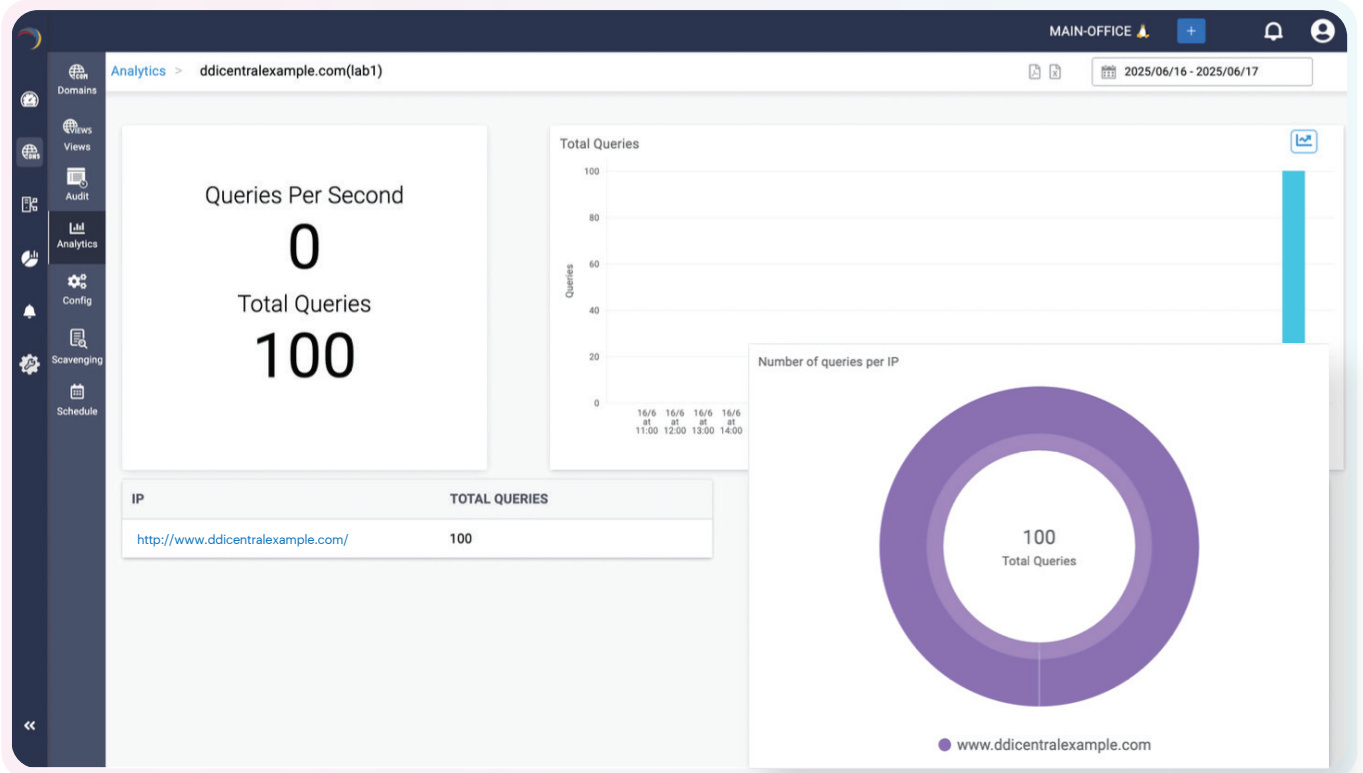 MAIN-OFFICE
Analytics > ddicentralexample.com(lab1)
2025/06/16 - 2025/06/17
COM
Domains
VIEWS
Views
DNS
Audit
Analytics
Config
Scavenging
Schedule
Queries Per Second
0
Total Queries
100
Total Queries
Queries
100
80
60
40
20
0
16/6 at 11:00
16/6 at 12:00
16/6 at 13:00
16/6 at 14:00
IP TOTAL QUERIES
http://www.ddicentralexample.com/ 100
Number of queries per IP
100
Total Queries
www.ddicentralexample.com